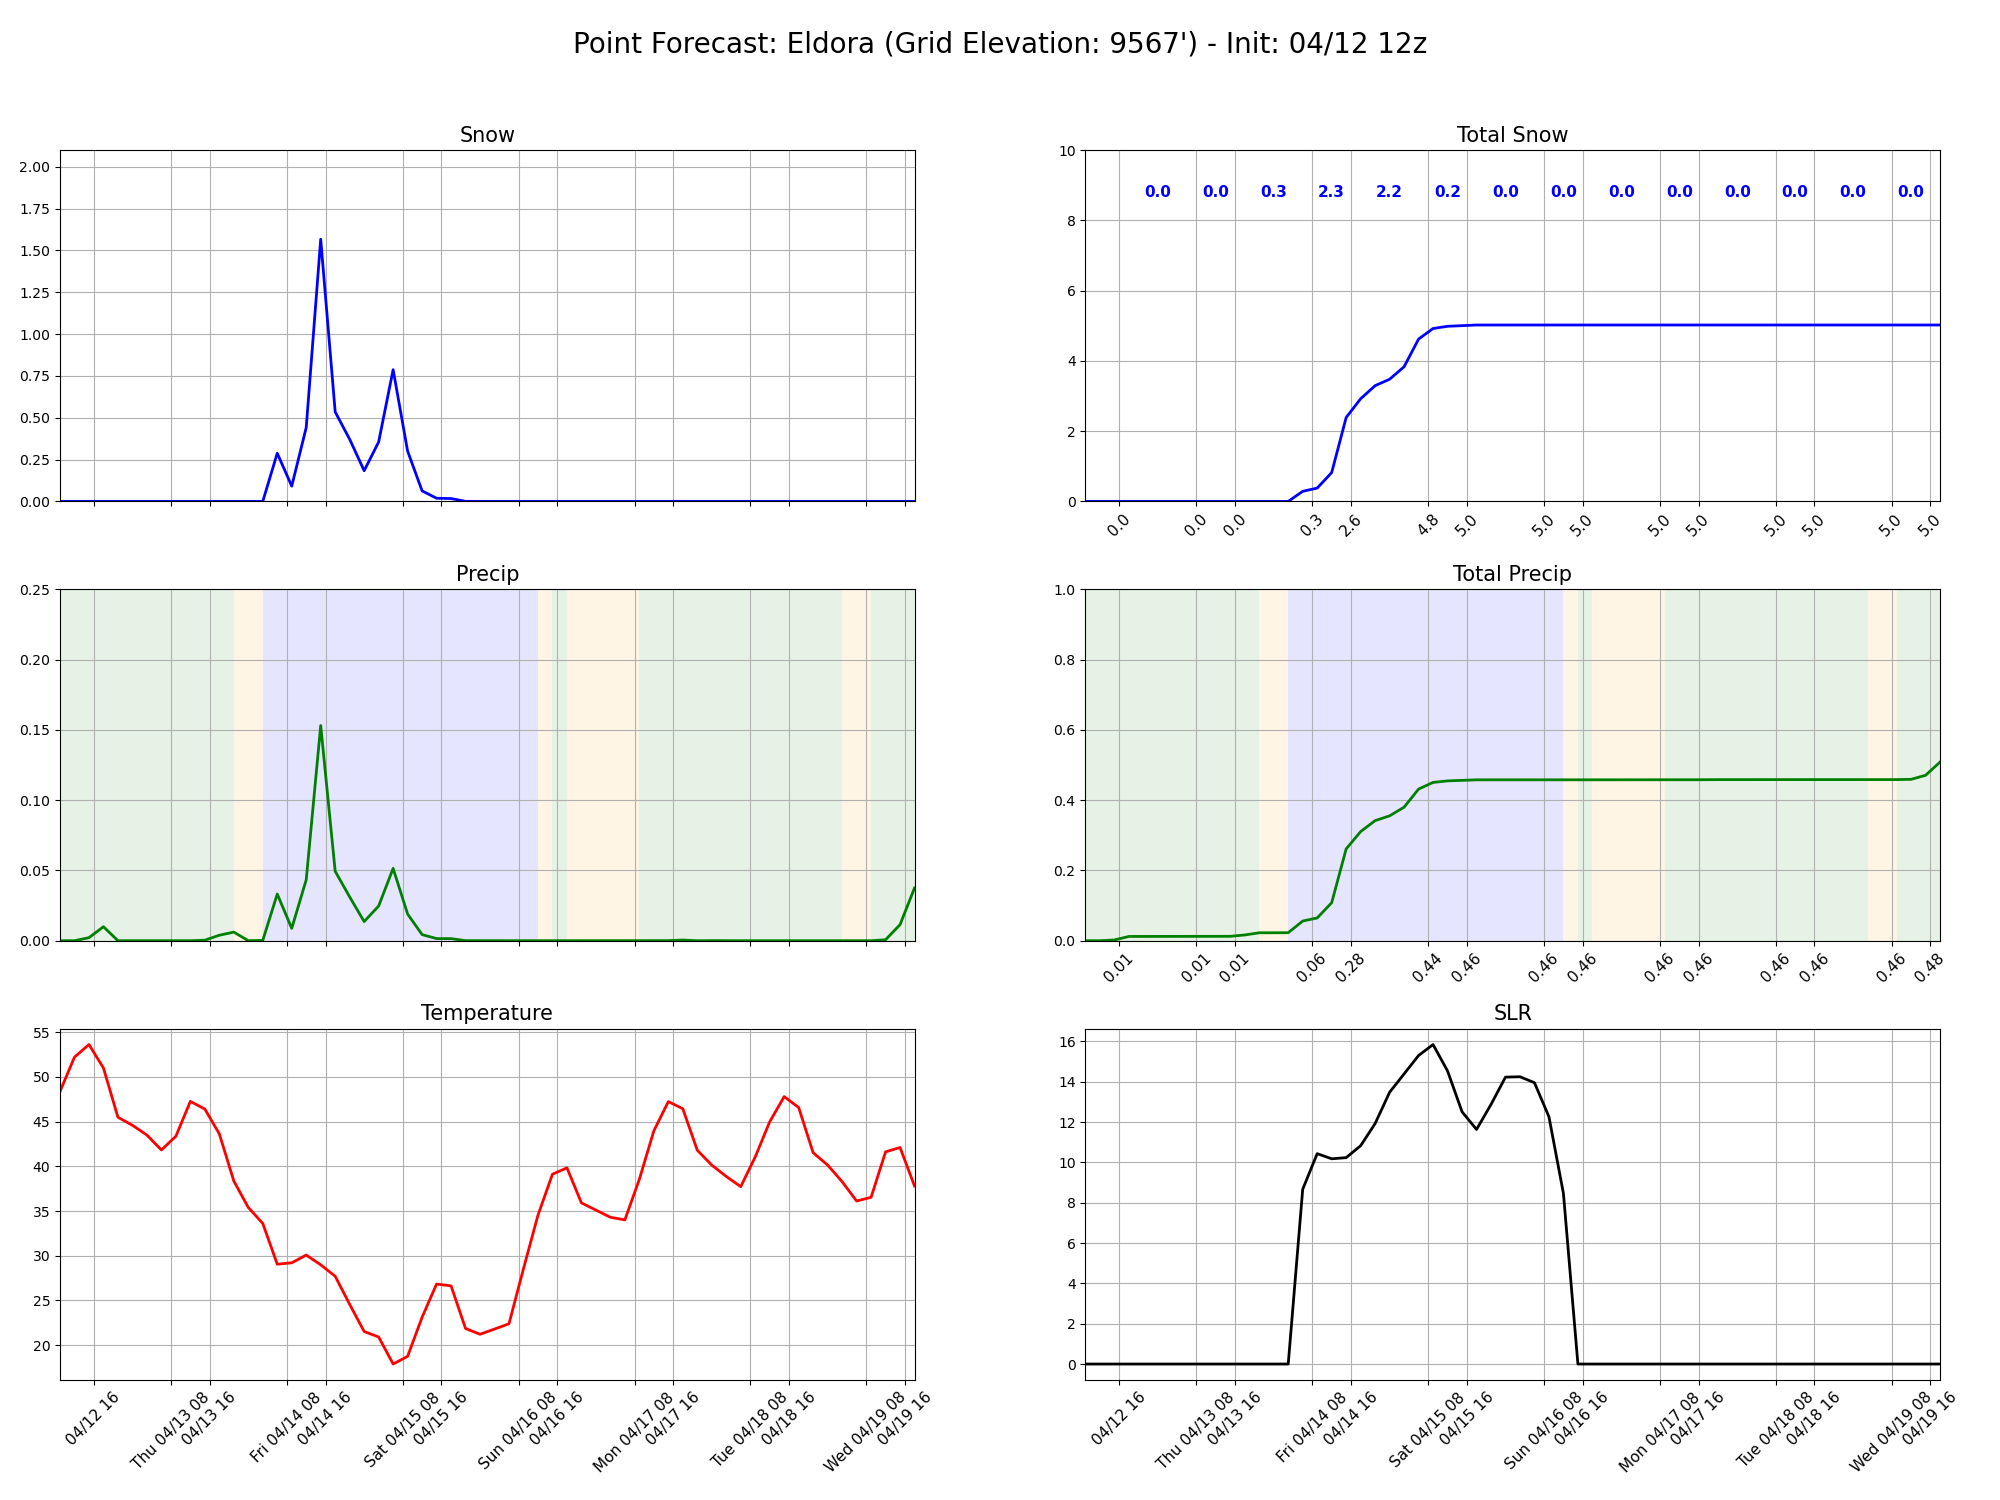 Point Forecast: Eldora (Grid Elevation: 9567') - Init: 04/12 12z
Snow
2.00
1.75
1.50
1.25
1.00
0.75
0.50
0.25
0.00
Total Snow
10
8
6
4
2
0
0.0 0.0 0.3 2.3 2.2 0.2 0.0 0.0 0.0 0.0 0.0 0.0 0.0 0.0
0.0 0.0 0.0 0.3 2.6 4.8 5.0 5.0 5.0 5.0 5.0 5.0 5.0 5.0 5.0
Precip
0.25
0.20
0.15
0.10
0.05
0.00
Total Precip
1.0
0.8
0.6
0.4
0.2
0.0
0.01 0.01 0.01 0.06 0.28 0.44 0.46 0.46 0.46 0.46 0.46 0.46 0.46 0.46 0.48
Temperature
55
50
45
40
35
30
25
20
04/12 16
Thu 04/13 08
04/13 16
Fri 04/14 08
04/14 16
Sat 04/15 08
04/15 16
Sun 04/16 08
04/16 16
Mon 04/17 08
04/17 16
Tue 04/18 08
04/18 16
Wed 04/19 08
04/19 16
SLR
16
14
12
10
8
6
4
2
0
04/12 16
Thu 04/13 08
04/13 16
Fri 04/14 08
04/14 16
Sat 04/15 08
04/15 16
Sun 04/16 08
04/16 16
Mon 04/17 08
04/17 16
Tue 04/18 08
04/18 16
Wed 04/19 08
04/19 16